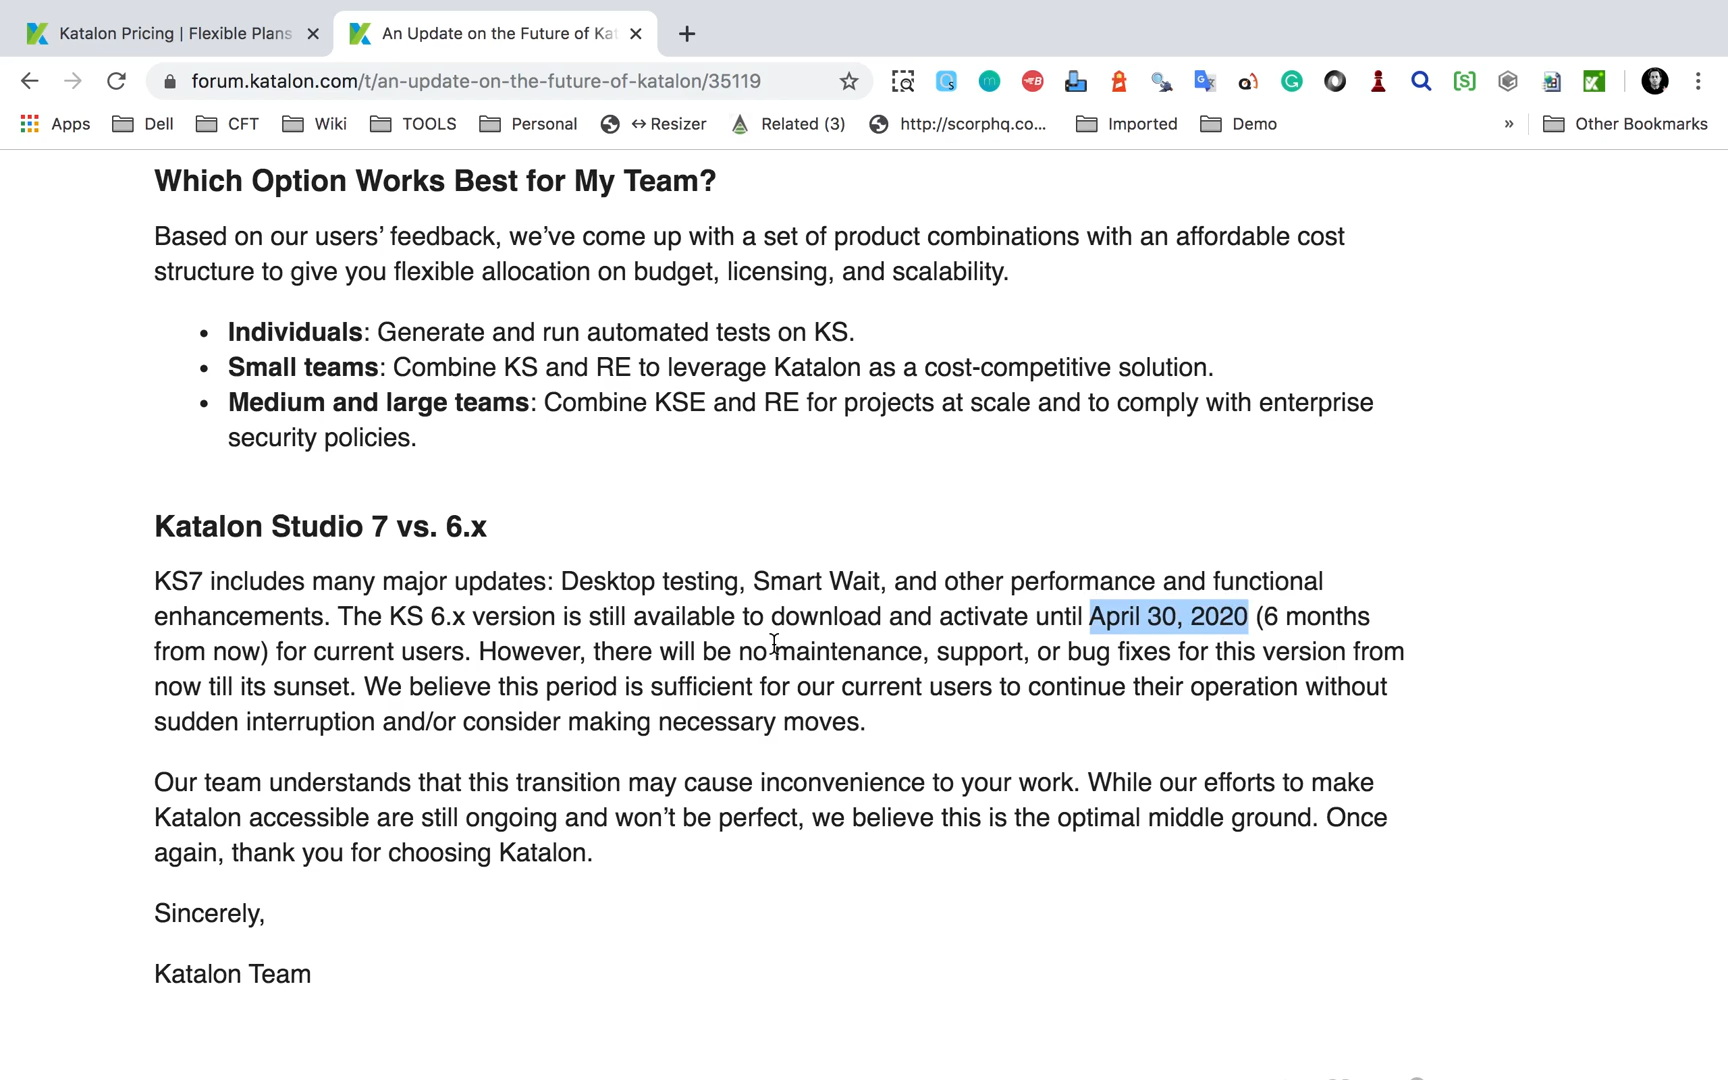 Katalon Pricing | Flexible Plans
An Update on the Future of Kat
forum.katalon.com/t/an-update-on-the-future-of-katalon/35119
Apps Dell CFT Wiki TOOLS Personal ↔Resizer Related (3) http://scorphq.co... Imported Demo » Other Bookmarks
Which Option Works Best for My Team?
Based on our users’ feedback, we’ve come up with a set of product combinations with an affordable cost
structure to give you flexible allocation on budget, licensing, and scalability.
• Individuals: Generate and run automated tests on KS.
• Small teams: Combine KS and RE to leverage Katalon as a cost-competitive solution.
• Medium and large teams: Combine KSE and RE for projects at scale and to comply with enterprise
security policies.
Katalon Studio 7 vs. 6.x
KS7 includes many major updates: Desktop testing, Smart Wait, and other performance and functional
enhancements. The KS 6.x version is still available to download and activate until April 30, 2020 (6 months
from now) for current users. However, there will be no maintenance, support, or bug fixes for this version from
now till its sunset. We believe this period is sufficient for our current users to continue their operation without
sudden interruption and/or consider making necessary moves.
Our team understands that this transition may cause inconvenience to your work. While our efforts to make
Katalon accessible are still ongoing and won’t be perfect, we believe this is the optimal middle ground. Once
again, thank you for choosing Katalon.
Sincerely,
Katalon Team